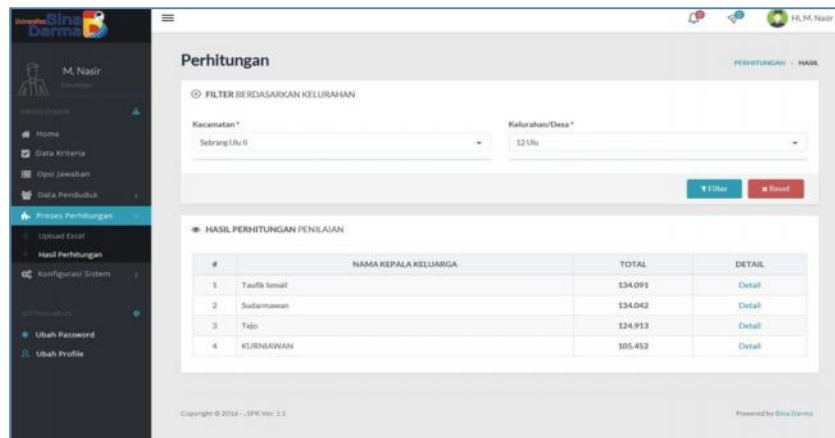 Universitas Bina
Darma
HI, M. Nasir
M. Nasir
Developer
Home
Data Kriteria
Opsi Jawaban
Data Penduduk
Proses Perhitungan
Upload Excel
Hasil Perhitungan
Konfigurasi Sistem
Ubah Password
Ubah Profile
Perhitungan
PERHITUNGAN HASIL
FILTER BERDASARKAN KELURAHAN
Kecamatan * Kelurahan/Desa *
Sebrang Ulu II 12 Ulu
Filter Reset
HASIL PERHITUNGAN PENILAIAN
# NAMA KEPALA KELUARGA TOTAL DETAIL
1 Taufik Ismail 134.091 Detail
2 Sudarmawan 134.042 Detail
3 Tejo 124.913 Detail
4 KURNIAWAN 105.452 Detail
Copyright © 2016 - . SPK Ver. 1.1 Powered by Bina Darma